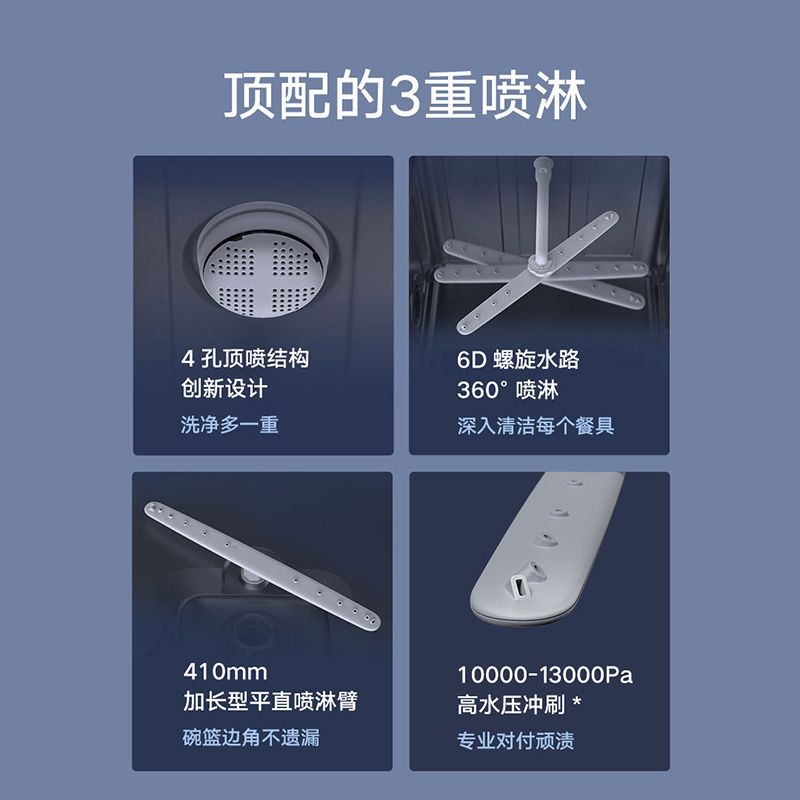 顶配的3重喷淋
4 孔顶喷结构
创新设计
洗净多一重
6D 螺旋水路
360° 喷淋
深入清洁每个餐具
410mm
加长型平直喷淋臂
碗篮边角不遗漏
10000-13000Pa
高水压冲刷 *
专业对付顽渍